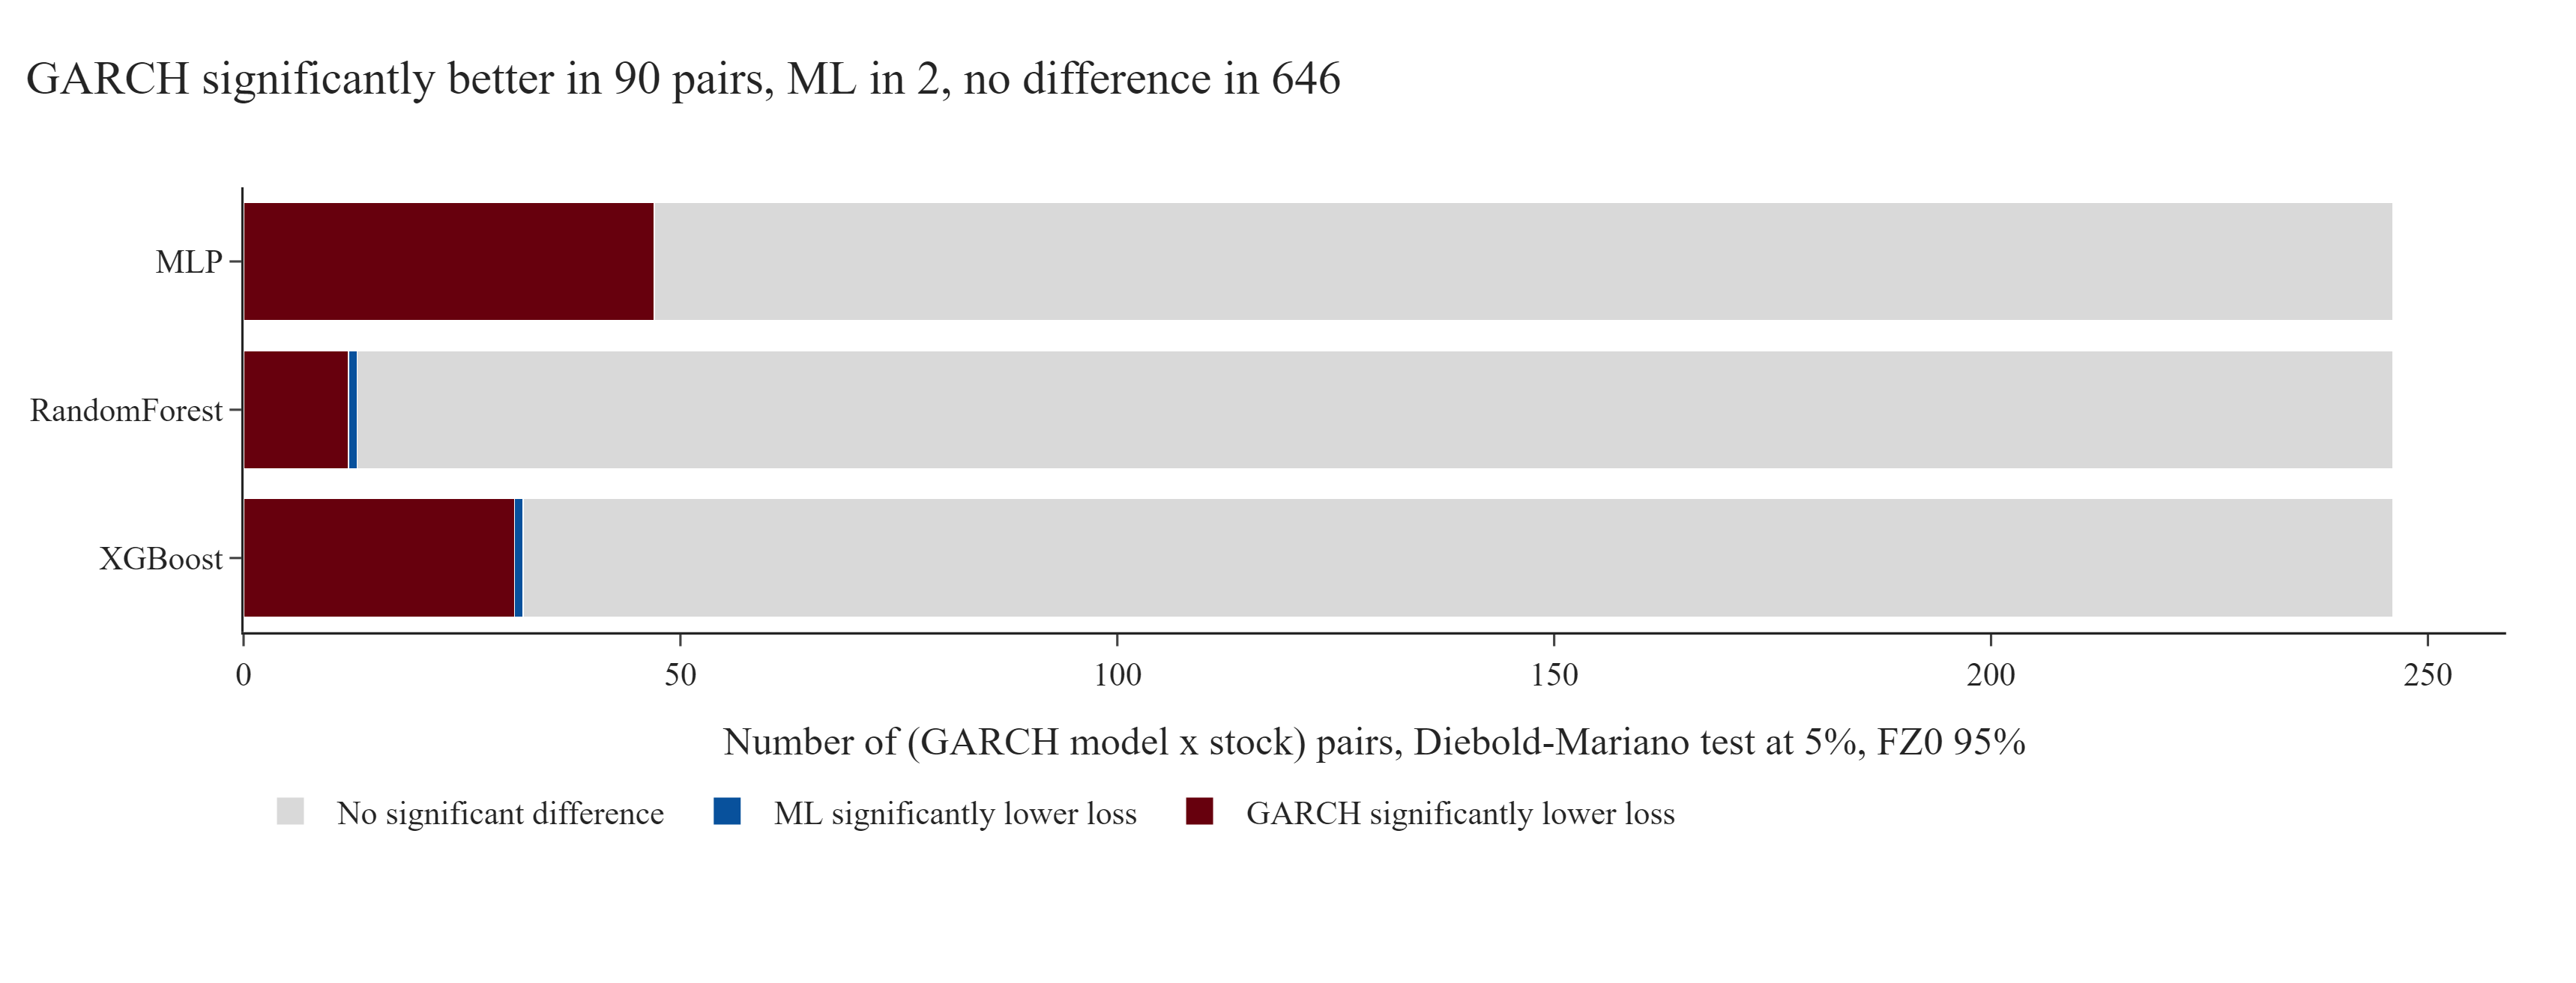 GARCH significantly better in 90 pairs, ML in 2, no difference in 646
MLP
RandomForest
XGBoost
0 50 100 150 200 250
Number of (GARCH model x stock) pairs, Diebold-Mariano test at 5%, FZ0 95%
No significant difference ML significantly lower loss GARCH significantly lower loss